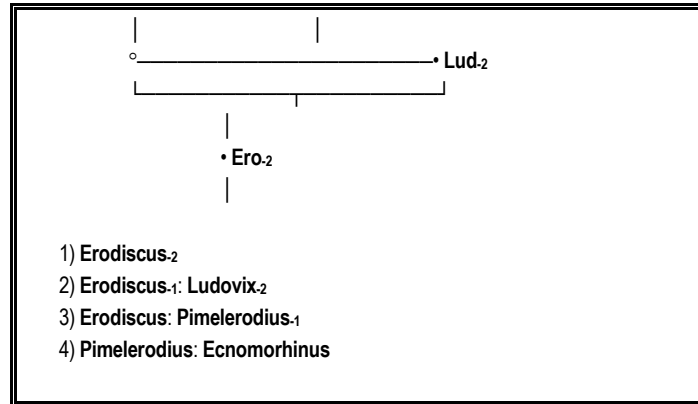 • Lud-2
• Ero-2
1) Erodiscus-2
2) Erodiscus-1: Ludovix-2
3) Erodiscus: Pimelerodius-1
4) Pimelerodius: Ecnomorhinus